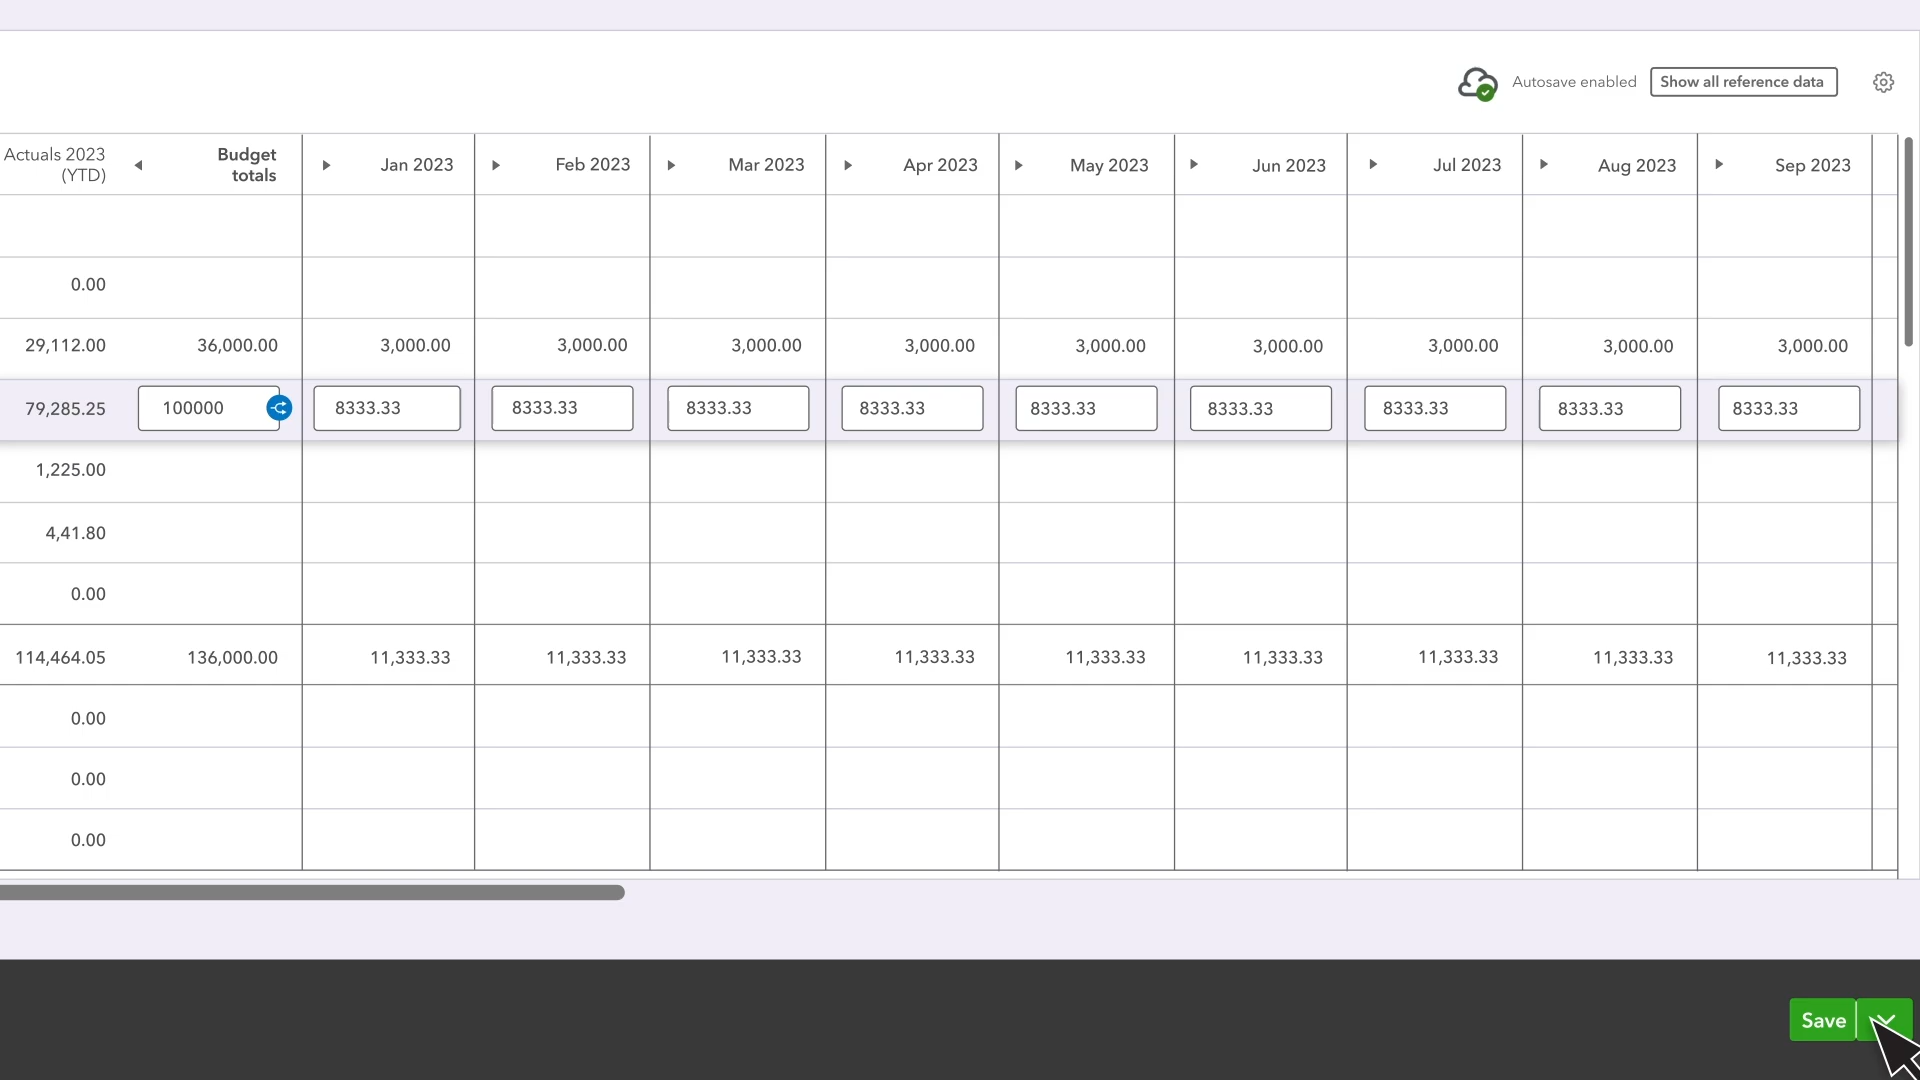 Autosave enabled Show all reference data
Actuals 2023 (YTD) Budget totals Jan 2023 Feb 2023 Mar 2023 Apr 2023 May 2023 Jun 2023 Jul 2023 Aug 2023 Sep 2023
0.00
29,112.00 36,000.00 3,000.00 3,000.00 3,000.00 3,000.00 3,000.00 3,000.00 3,000.00 3,000.00 3,000.00
79,285.25 100000 8333.33 8333.33 8333.33 8333.33 8333.33 8333.33 8333.33 8333.33 8333.33
1,225.00
4,41.80
0.00
114,464.05 136,000.00 11,333.33 11,333.33 11,333.33 11,333.33 11,333.33 11,333.33 11,333.33 11,333.33 11,333.33
0.00
0.00
0.00
Save